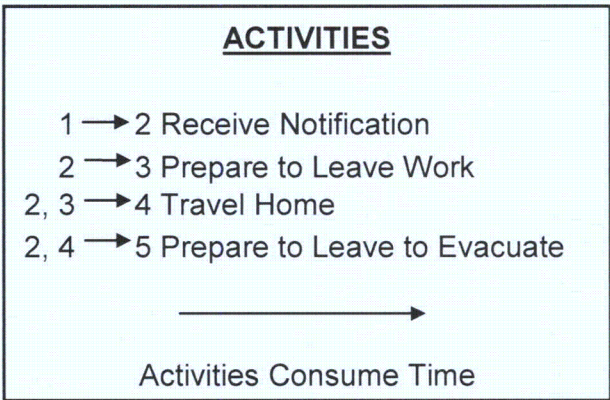 ACTIVITIES
1 → 2 Receive Notification
2 → 3 Prepare to Leave Work
2, 3 → 4 Travel Home
2, 4 → 5 Prepare to Leave to Evacuate
Activities Consume Time